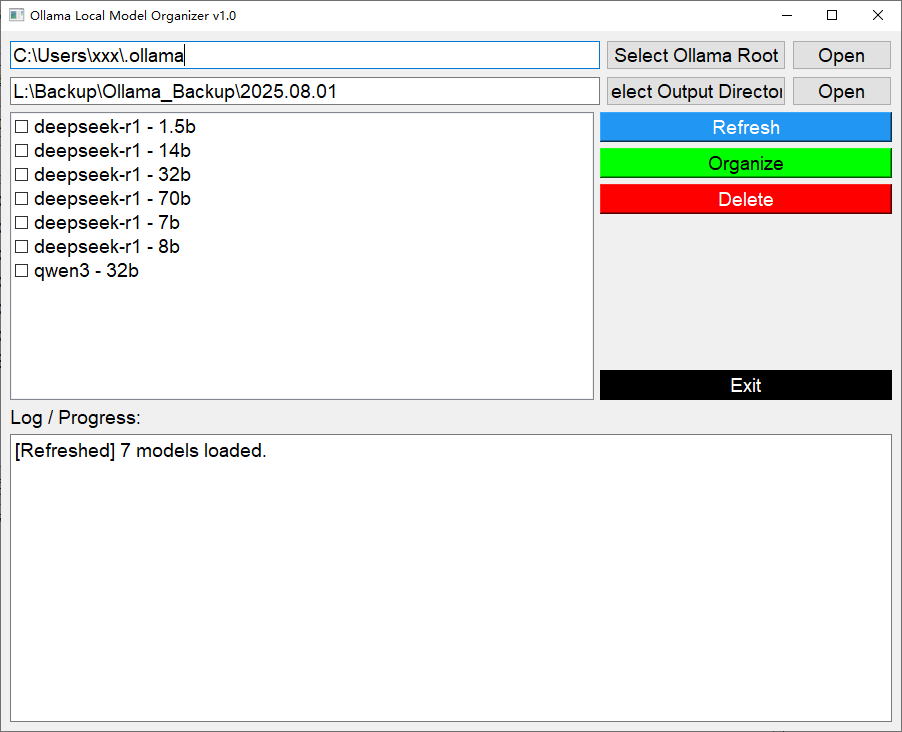 Ollama Local Model Organizer v1.0
C:\Users\xxx\.ollama
Select Ollama Root
Open
L:\Backup\Ollama_Backup\2025.08.01
elect Output Director
Open
deepseek-r1 - 1.5b
deepseek-r1 - 14b
deepseek-r1 - 32b
deepseek-r1 - 70b
deepseek-r1 - 7b
deepseek-r1 - 8b
qwen3 - 32b
Refresh
Organize
Delete
Exit
Log / Progress:
[Refreshed] 7 models loaded.